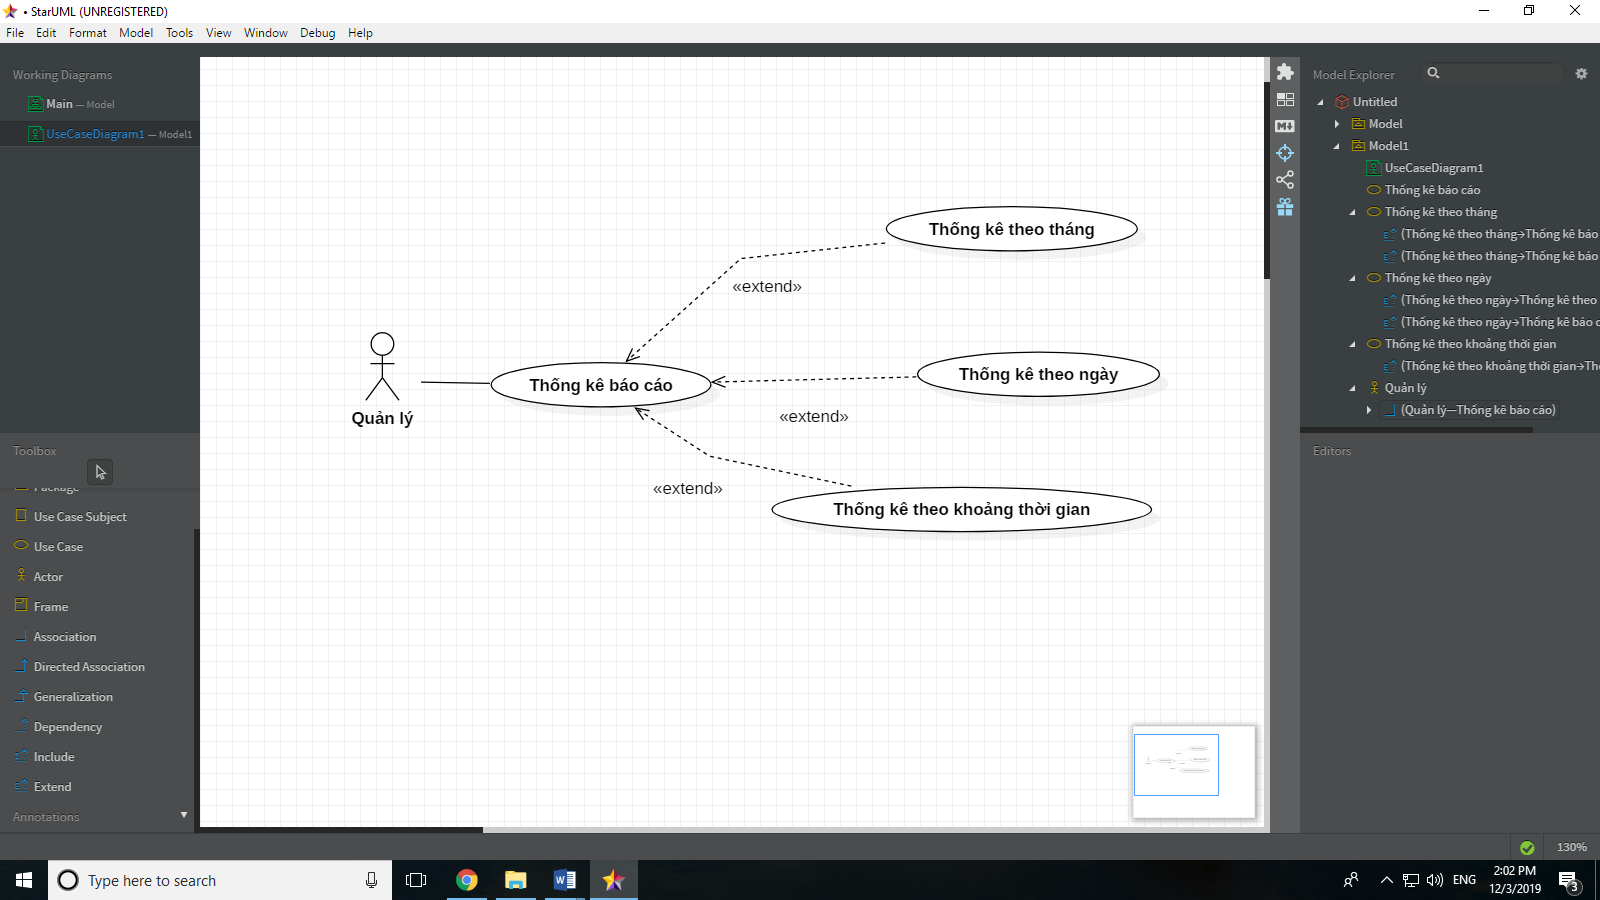 • StarUML (UNREGISTERED)
File Edit Format Model Tools View Window Debug Help
Working Diagrams
Main — Model
UseCaseDiagram1 — Model1
Toolbox
Package
Use Case Subject
Use Case
Actor
Frame
Association
Directed Association
Generalization
Dependency
Include
Extend
Annotations
Thống kê theo tháng
«extend»
Thống kê báo cáo
Thống kê theo ngày
Quản lý
«extend»
«extend»
Thống kê theo khoảng thời gian
Model Explorer
Untitled
Model
Model1
UseCaseDiagram1
Thống kê báo cáo
Thống kê theo tháng
(Thống kê theo tháng→Thống kê báo
(Thống kê theo tháng→Thống kê báo
Thống kê theo ngày
(Thống kê theo ngày→Thống kê theo
(Thống kê theo ngày→Thống kê báo c
Thống kê theo khoảng thời gian
(Thống kê theo khoảng thời gian→Thố
Quản lý
(Quản lý—Thống kê báo cáo)
Editors
130%
Type here to search
ENG
2:02 PM
12/3/2019
3